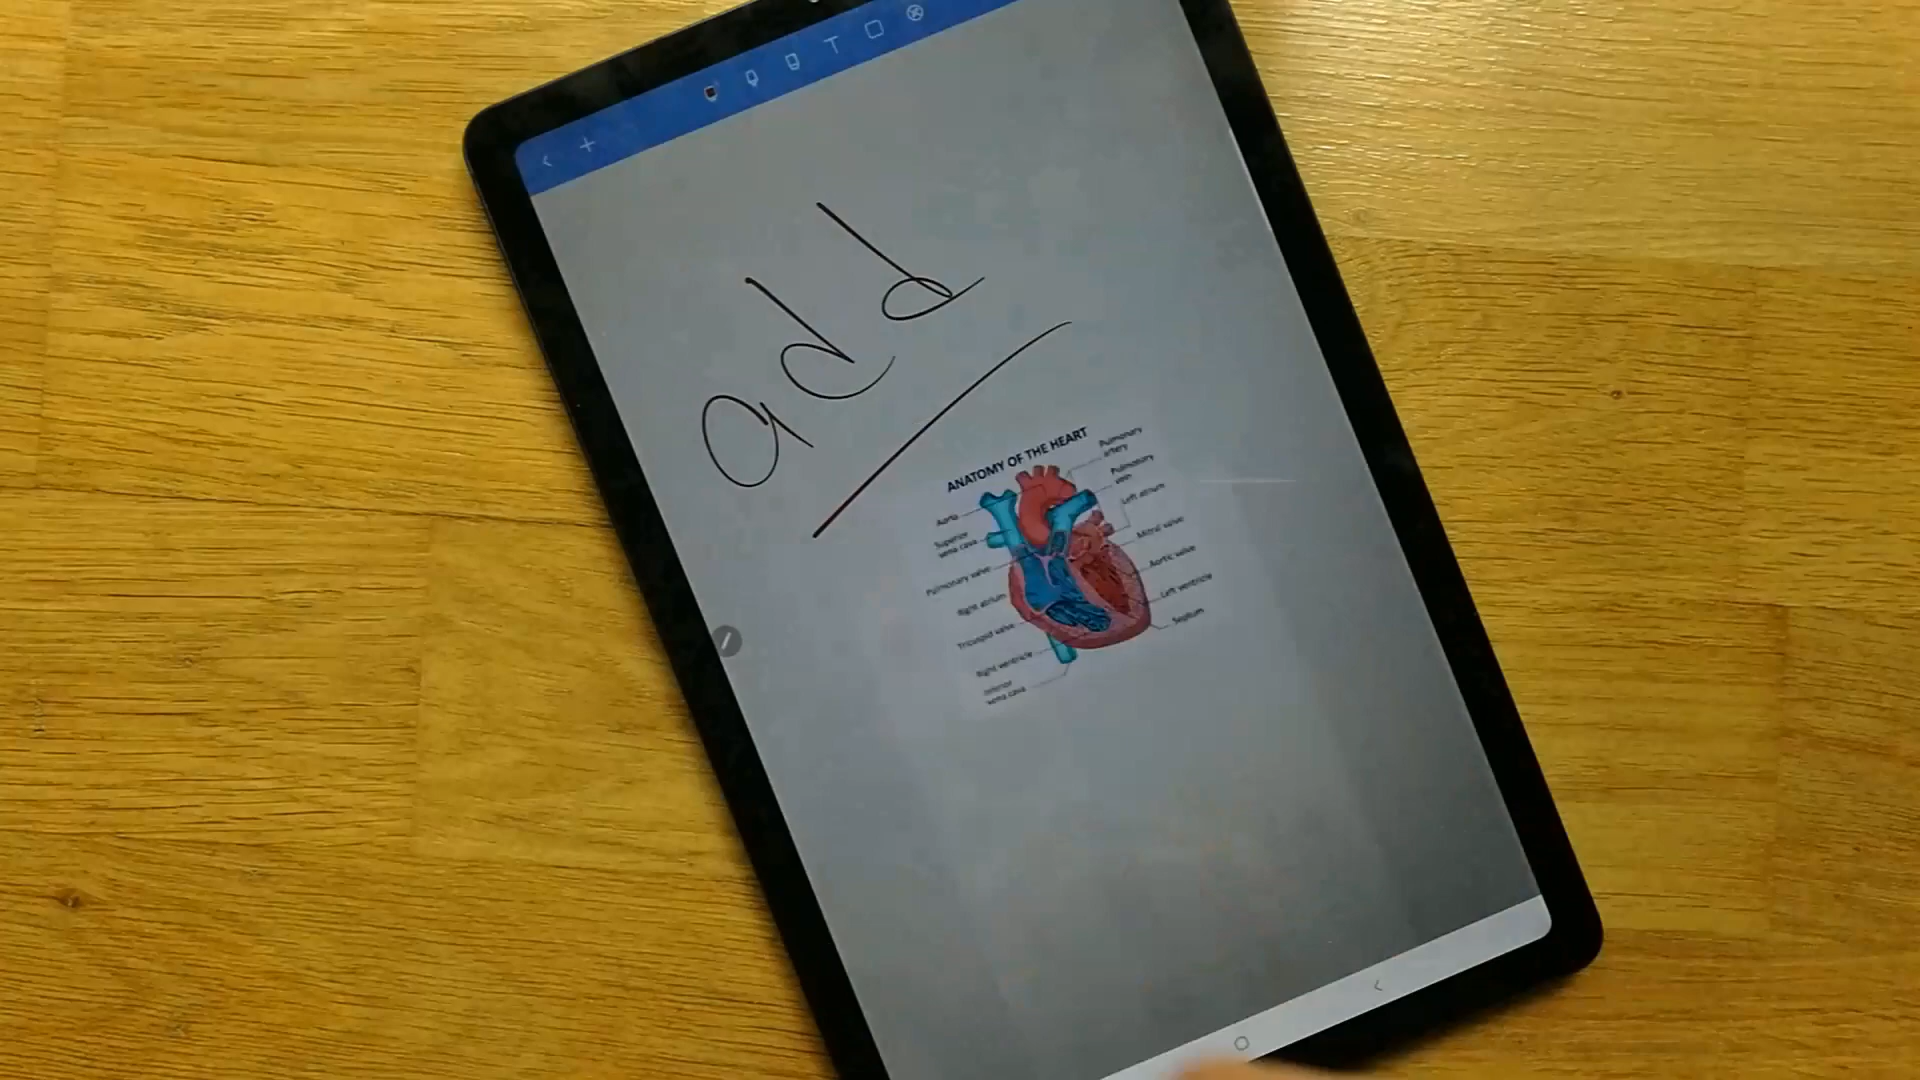 add
ANATOMY OF THE HEART
Pulmonary
artery
Pulmonary
vein
Left atrium
Mitral valve
Aortic valve
Left ventricle
Septum
Aorta
Superior
vena cava
Pulmonary valve
Right atrium
Tricuspid valve
Right ventricle
Inferior
vena cava